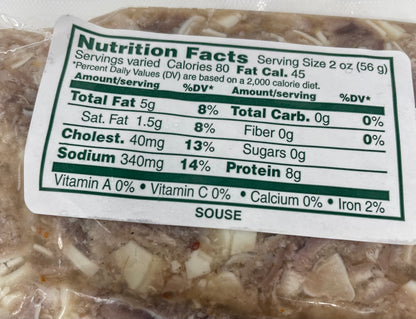 Nutrition Facts Serving Size 2 oz (56 g)
Servings varied Calories 80 Fat Cal. 45
*Percent Daily Values (DV) are based on a 2,000 calorie diet.
Amount/serving %DV* Amount/serving %DV*
Total Fat 5g 8% Total Carb. 0g 0%
Sat. Fat 1.5g 8% Fiber 0g 0%
Cholest. 40mg 13% Sugars 0g
Sodium 340mg 14% Protein 8g
Vitamin A 0% • Vitamin C 0% • Calcium 0% • Iron 2%
SOUSE